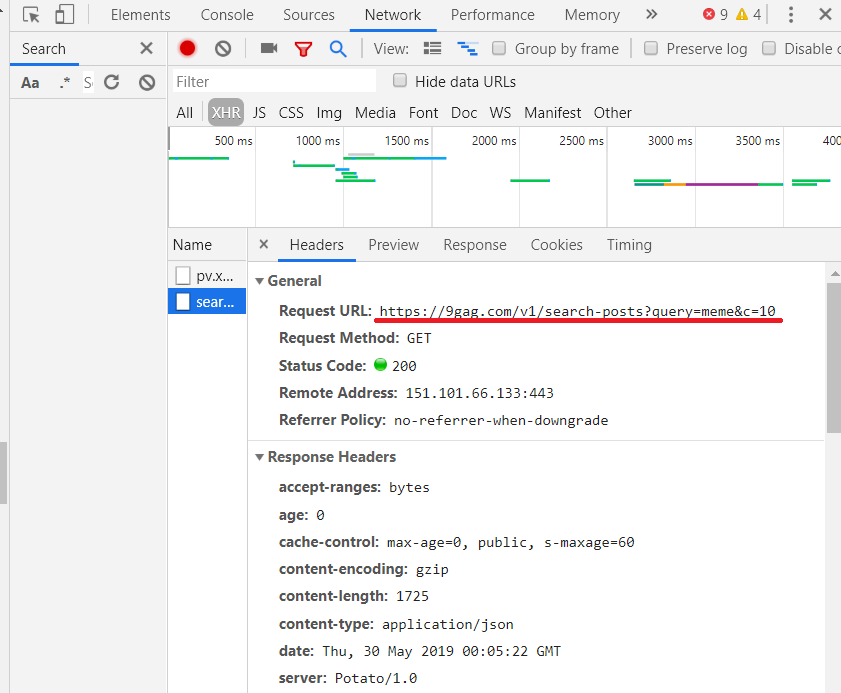 Elements Console Sources Network Performance Memory » 9 4
Search
View: Group by frame Preserve log Disable c
Aa .* S
Filter Hide data URLs
All XHR JS CSS Img Media Font Doc WS Manifest Other
500 ms 1000 ms 1500 ms 2000 ms 2500 ms 3000 ms 3500 ms 400
Name Headers Preview Response Cookies Timing
pv.x...
sear...
General
Request URL: https://9gag.com/v1/search-posts?query=meme&c=10
Request Method: GET
Status Code: 200
Remote Address: 151.101.66.133:443
Referrer Policy: no-referrer-when-downgrade
Response Headers
accept-ranges: bytes
age: 0
cache-control: max-age=0, public, s-maxage=60
content-encoding: gzip
content-length: 1725
content-type: application/json
date: Thu, 30 May 2019 00:05:22 GMT
server: Potato/1.0